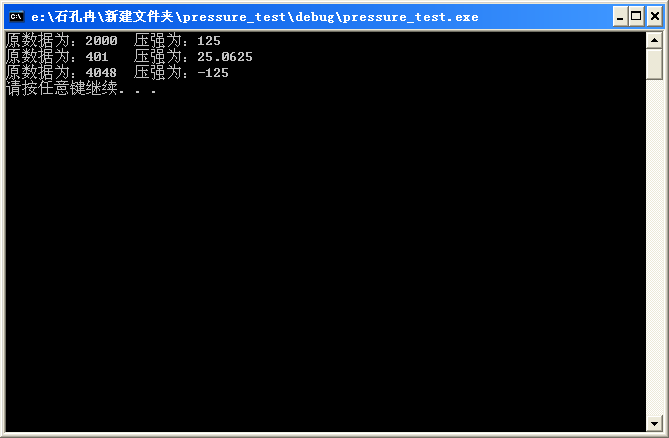 e:\石孔冉\新建文件夹\pressure_test\debug\pressure_test.exe
原数据为：2000  压强为：125
原数据为：401   压强为：25.0625
原数据为：4048  压强为：-125
请按任意键继续. . .